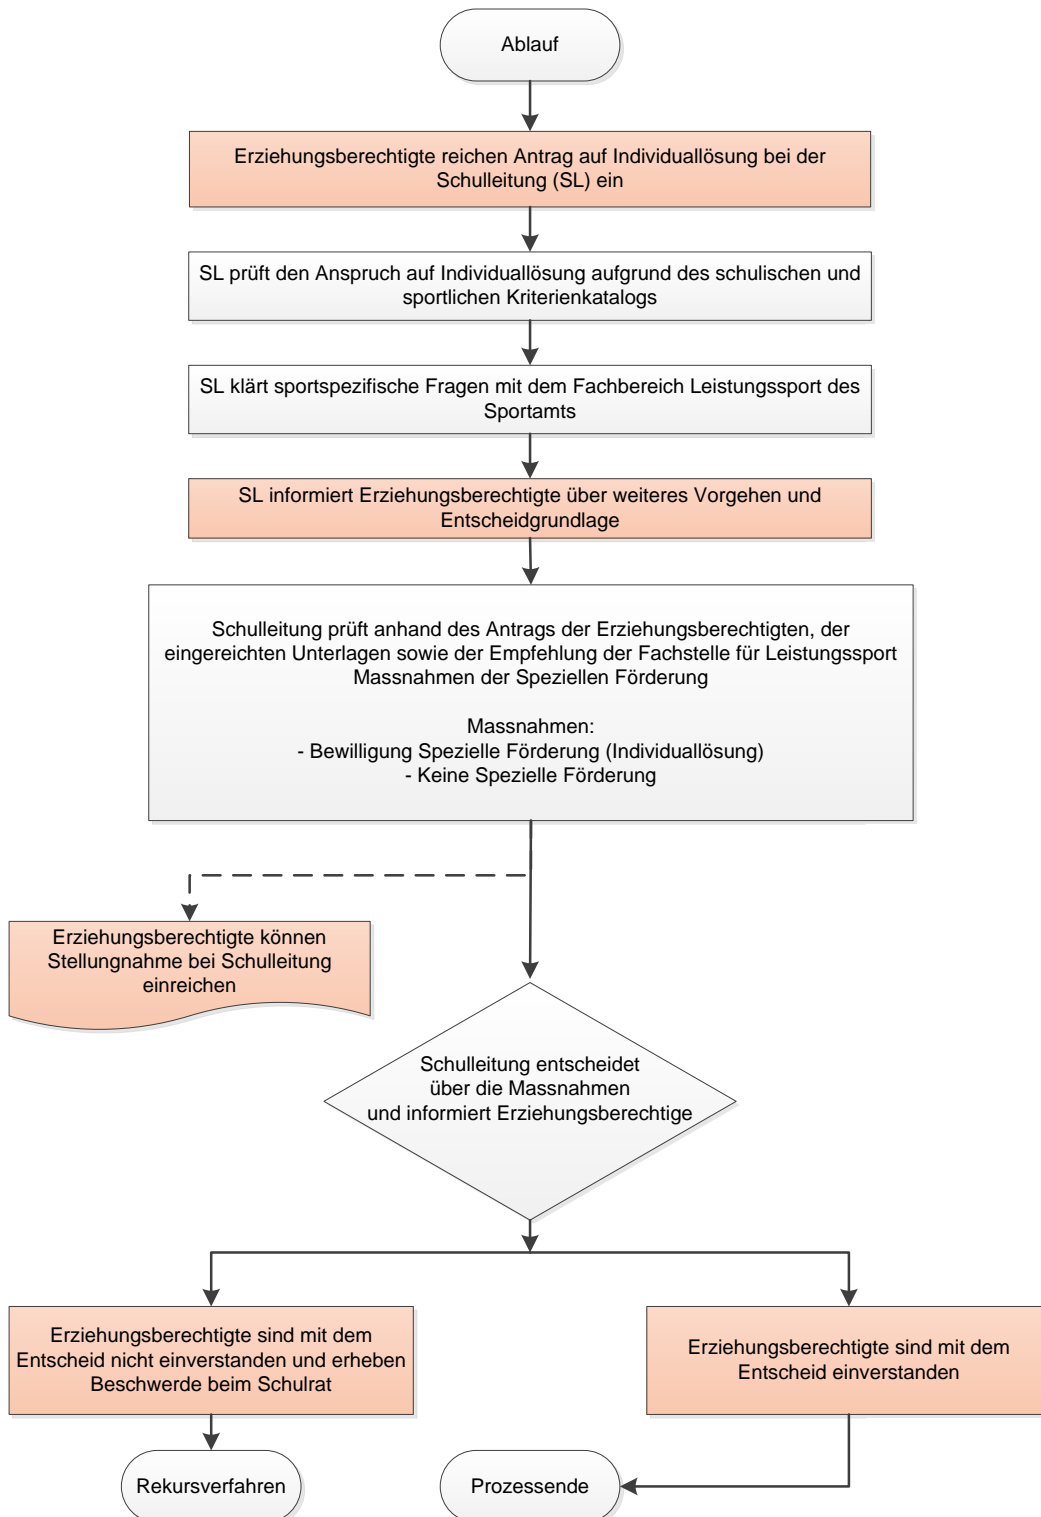 Ablauf
Erziehungsberechtigte reichen Antrag auf Individuallösung bei der
Schulleitung (SL) ein
SL prüft den Anspruch auf Individuallösung aufgrund des schulischen und
sportlichen Kriterienkatalogs
SL klärt sportspezifische Fragen mit dem Fachbereich Leistungssport des
Sportamts
SL informiert Erziehungsberechtigte über weiteres Vorgehen und
Entscheidgrundlage
Schulleitung prüft anhand des Antrags der Erziehungsberechtigten, der
eingereichten Unterlagen sowie der Empfehlung der Fachstelle für Leistungssport
Massnahmen der Speziellen Förderung
Massnahmen:
- Bewilligung Spezielle Förderung (Individuallösung)
- Keine Spezielle Förderung
Erziehungsberechtigte können
Stellungnahme bei Schulleitung
einreichen
Schulleitung entscheidet
über die Massnahmen
und informiert Erziehungsberechtige
Erziehungsberechtigte sind mit dem
Entscheid nicht einverstanden und erheben
Beschwerde beim Schulrat
Erziehungsberechtigte sind mit dem
Entscheid einverstanden
Rekursverfahren
Prozessende